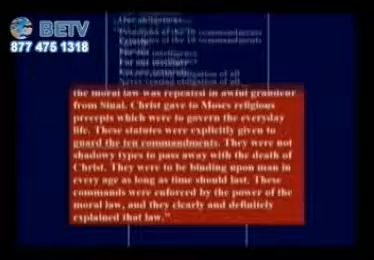 BETV
877 475 1318
the moral law was repeated in awful grandeur
from Sinai. Christ gave to Moses religious
precepts which were to govern the everyday
life. These statutes were explicitly given to
guard the ten commandments. They were not
shadowy types to pass away with the death of
Christ. They were to be binding upon man in
every age as long as time should last. These
commands were enforced by the power of the
moral law, and they clearly and definitely
explained that law."